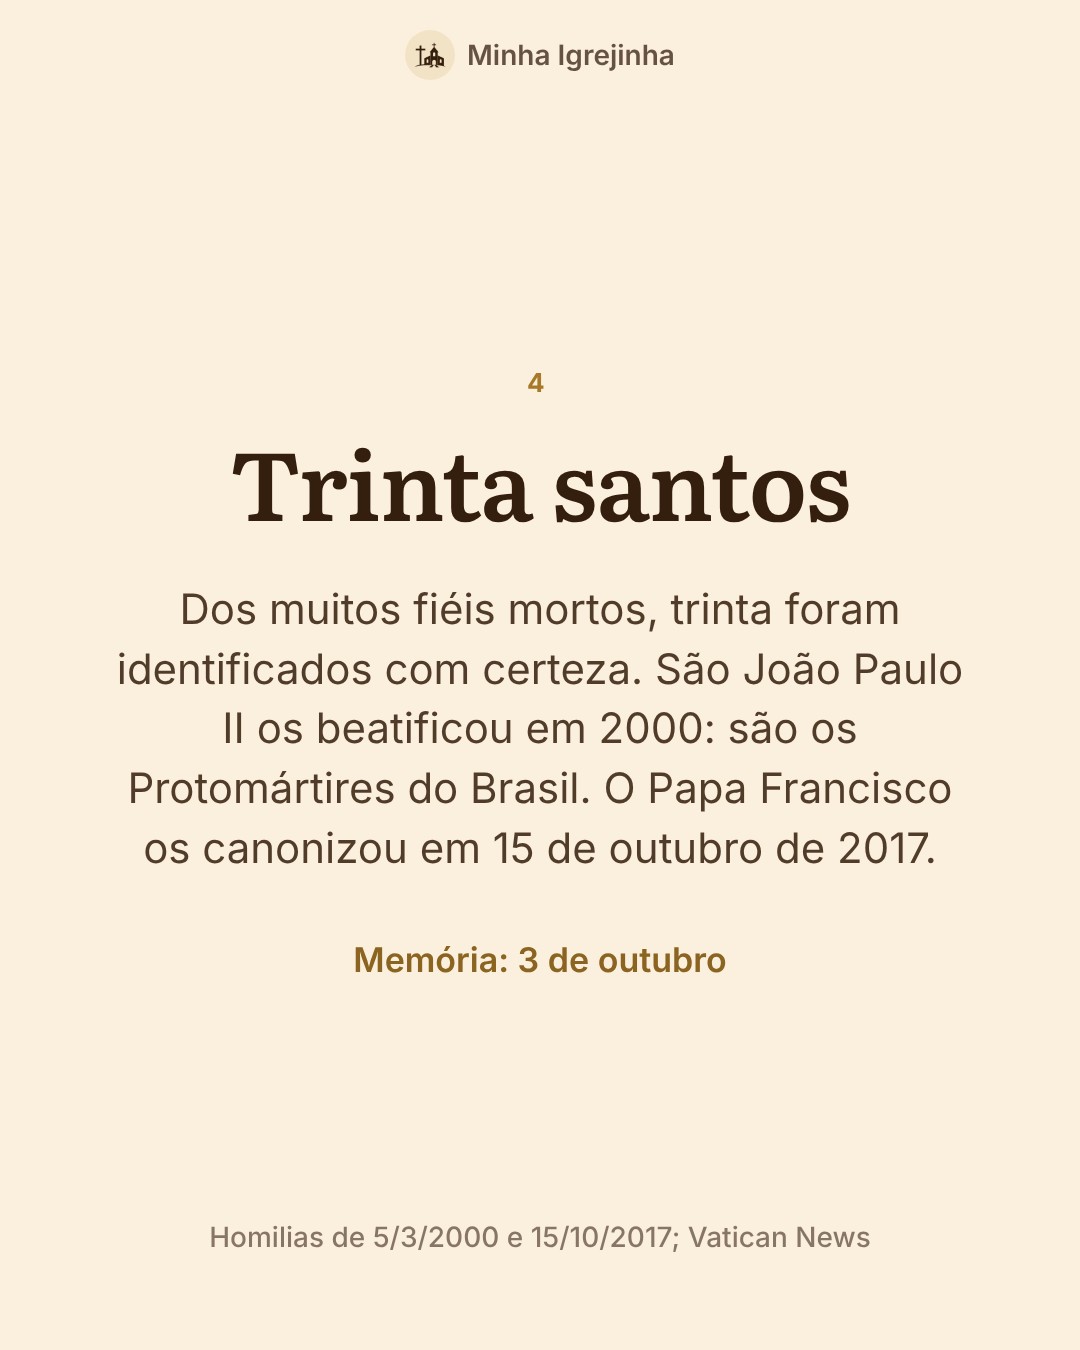 Minha Igrejinha
4
Trinta santos
Dos muitos fiéis mortos, trinta foram
identificados com certeza. São João Paulo
II os beatificou em 2000: são os
Protomártires do Brasil. O Papa Francisco
os canonizou em 15 de outubro de 2017.
Memória: 3 de outubro
Homilias de 5/3/2000 e 15/10/2017; Vatican News